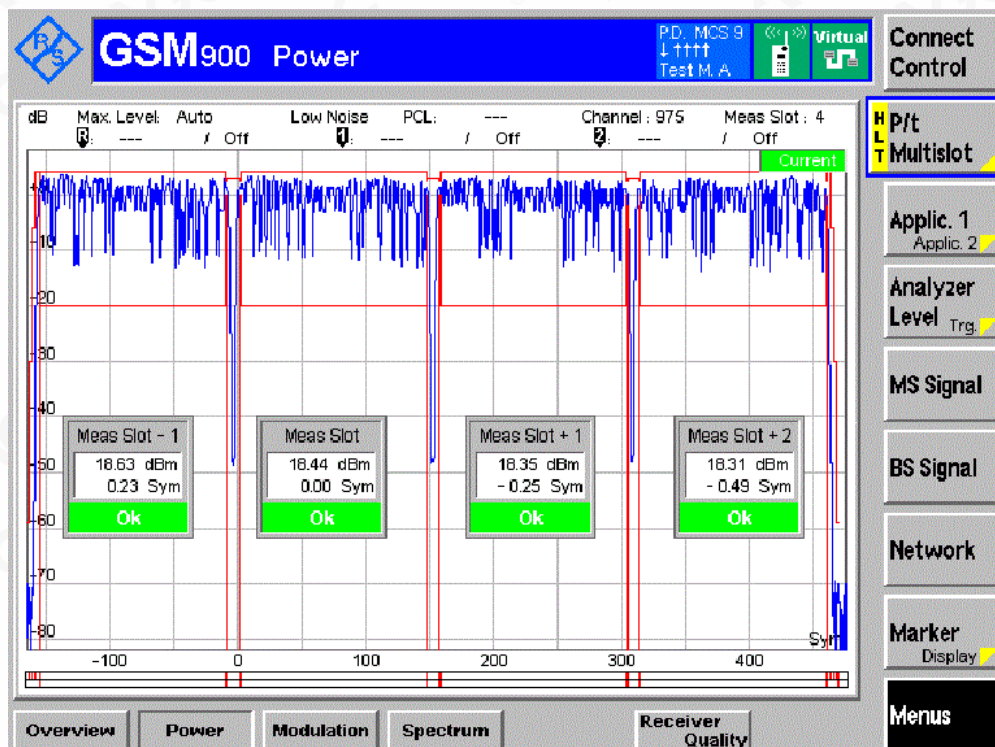 R/S
GSM900 Power
P.D. MCS 9
↓ ↑↑↑↑
Test M. A.
Virtual
Connect
Control
dB Max. Level: Auto Low Noise PCL: --- Channel : 975 Meas Slot : 4
R: --- / Off 1: --- / Off 2: --- / Off
Current
H
L
T
P/t
Multislot
Applic. 1
Applic. 2
Analyzer
Level Trg.
MS Signal
BS Signal
Network
Marker
Display
Menus
-10
-20
-30
-40
-50
-60
-70
-80
Meas Slot - 1
18.63 dBm
0.23 Sym
Ok
Meas Slot
18.44 dBm
0.00 Sym
Ok
Meas Slot + 1
18.35 dBm
- 0.25 Sym
Ok
Meas Slot + 2
18.31 dBm
- 0.49 Sym
Ok
Sym
-100 0 100 200 300 400
Overview Power Modulation Spectrum Receiver
Quality